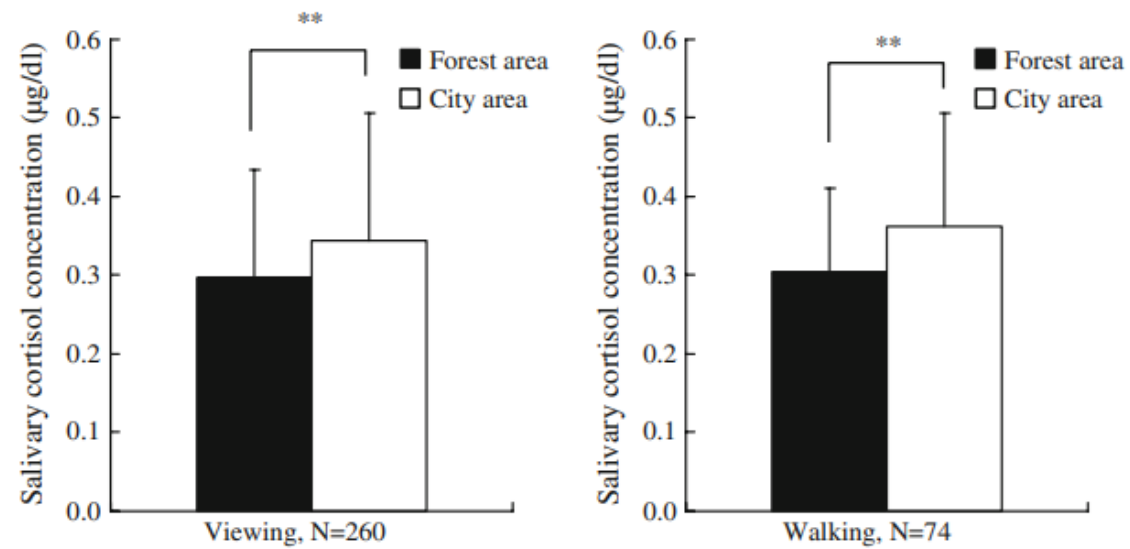 **
Salivary cortisol concentration (µg/dl)
0.6
0.5
0.4
0.3
0.2
0.1
0.0
Forest area
City area
Viewing, N=260
**
Salivary cortisol concentration (µg/dl)
0.6
0.5
0.4
0.3
0.2
0.1
0.0
Forest area
City area
Walking, N=74